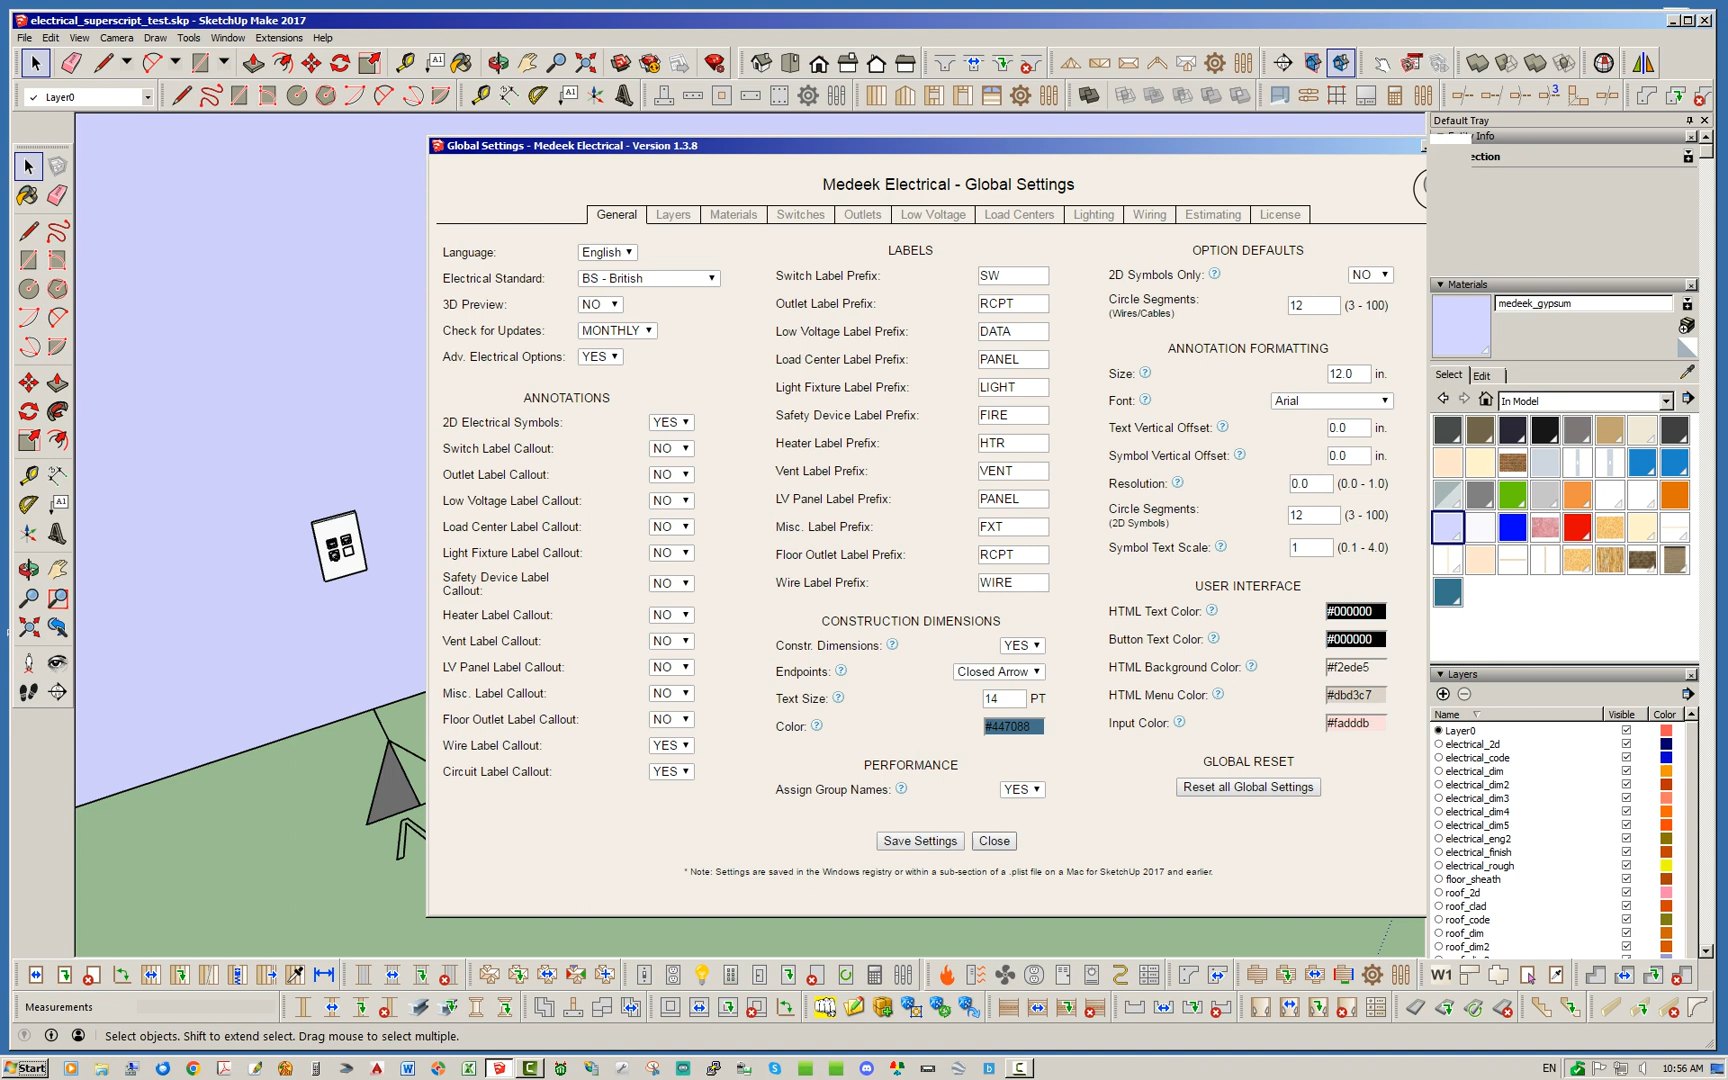 electrical_superscript_test.skp - SketchUp Make 2017
File Edit View Camera Draw Tools Window Extensions Help
Layer0
Default Tray
Info
ection
Global Settings - Medeek Electrical - Version 1.3.8
Medeek Electrical - Global Settings
General Layers Materials Switches Outlets Low Voltage Load Centers Lighting Wiring Estimating License
Language: English
Electrical Standard: BS - British
3D Preview: NO
Check for Updates: MONTHLY
Adv. Electrical Options: YES
ANNOTATIONS
2D Electrical Symbols: YES
Switch Label Callout: NO
Outlet Label Callout: NO
Low Voltage Label Callout: NO
Load Center Label Callout: NO
Light Fixture Label Callout: NO
Safety Device Label
Callout: NO
Heater Label Callout: NO
Vent Label Callout: NO
LV Panel Label Callout: NO
Misc. Label Callout: NO
Floor Outlet Label Callout: NO
Wire Label Callout: YES
Circuit Label Callout: YES
LABELS
Switch Label Prefix: SW
Outlet Label Prefix: RCPT
Low Voltage Label Prefix: DATA
Load Center Label Prefix: PANEL
Light Fixture Label Prefix: LIGHT
Safety Device Label Prefix: FIRE
Heater Label Prefix: HTR
Vent Label Prefix: VENT
LV Panel Label Prefix: PANEL
Misc. Label Prefix: FXT
Floor Outlet Label Prefix: RCPT
Wire Label Prefix: WIRE
CONSTRUCTION DIMENSIONS
Constr. Dimensions: YES
Endpoints: Closed Arrow
Text Size: 14 PT
Color: #447088
PERFORMANCE
Assign Group Names: YES
OPTION DEFAULTS
2D Symbols Only: NO
Circle Segments: 12 (3 - 100)
(Wires/Cables)
ANNOTATION FORMATTING
Size: 12.0 in.
Font: Arial
Text Vertical Offset: 0.0 in.
Symbol Vertical Offset: 0.0 in.
Resolution: 0.0 (0.0 - 1.0)
Circle Segments: 12 (3 - 100)
(2D Symbols)
Symbol Text Scale: 1 (0.1 - 4.0)
USER INTERFACE
HTML Text Color: #000000
Button Text Color: #000000
HTML Background Color: #f2ede5
HTML Menu Color: #dbd3c7
Input Color: #fadddb
GLOBAL RESET
Reset all Global Settings
Save Settings Close
* Note: Settings are saved in the Windows registry or within a sub-section of a .plist file on a Mac for SketchUp 2017 and earlier.
Materials
medeek_gypsum
Select Edit
In Model
Layers
Name Visible Color
Layer0
electrical_2d
electrical_code
electrical_dim
electrical_dim2
electrical_dim3
electrical_dim4
electrical_dim5
electrical_eng2
electrical_finish
electrical_rough
floor_sheath
roof_2d
roof_clad
roof_code
roof_dim
roof_dim2
W1
Measurements
Select objects. Shift to extend select. Drag mouse to select multiple.
Start
EN 10:56 AM